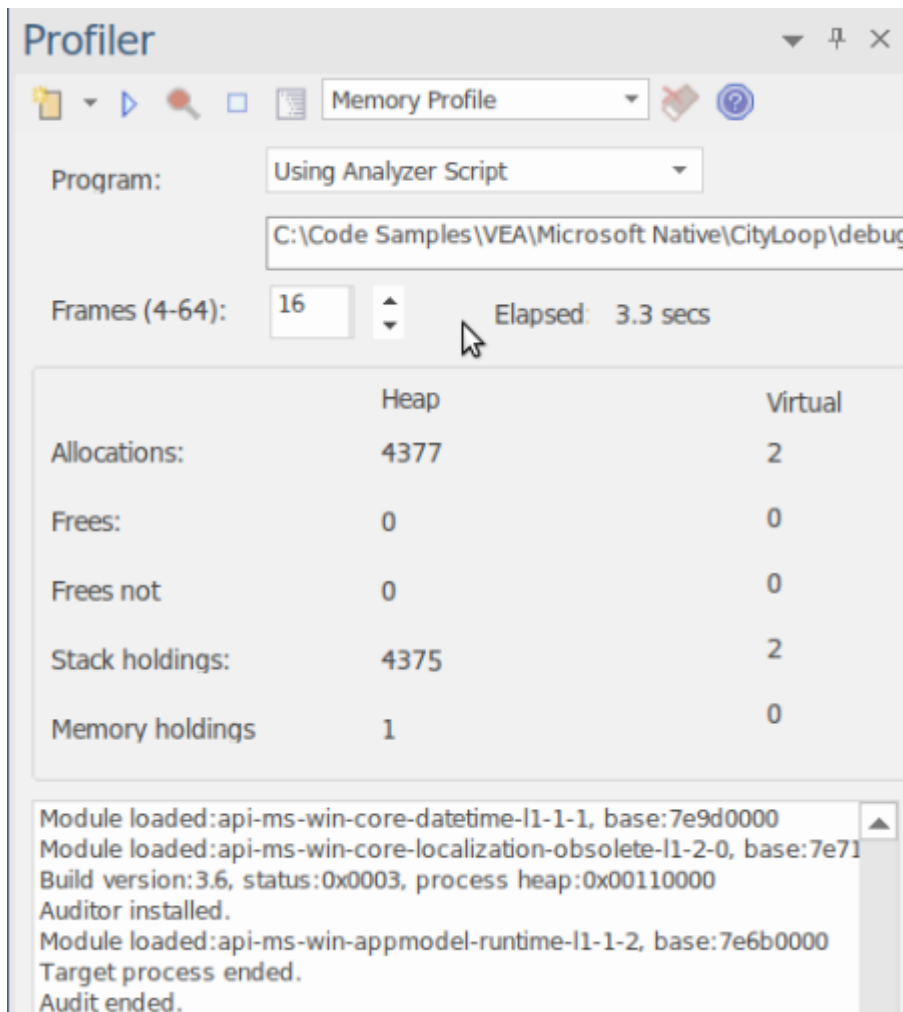 Profiler
Memory Profile
Program:
Using Analyzer Script
C:\Code Samples\VEA\Microsoft Native\CityLoop\debug
Frames (4-64):
16
Elapsed: 3.3 secs
Heap Virtual
Allocations: 4377 2
Frees: 0 0
Frees not 0 0
Stack holdings: 4375 2
Memory holdings 1 0
Module loaded:api-ms-win-core-datetime-l1-1-1, base:7e9d0000
Module loaded:api-ms-win-core-localization-obsolete-l1-2-0, base:7e71
Build version:3.6, status:0x0003, process heap:0x00110000
Auditor installed.
Module loaded:api-ms-win-appmodel-runtime-l1-1-2, base:7e6b0000
Target process ended.
Audit ended.